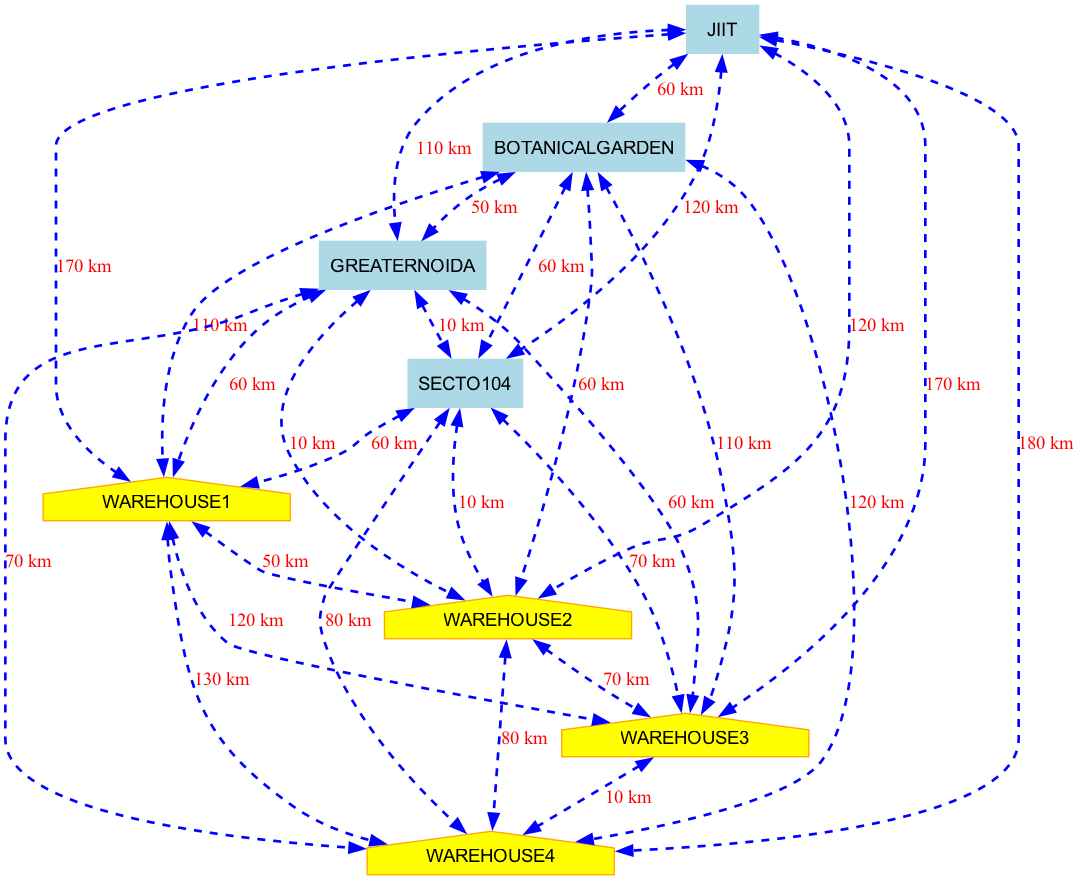 JIIT
60 km
BOTANICALGARDEN
110 km
50 km
120 km
GREATERNOIDA
170 km
60 km
110 km
10 km
120 km
SECTO104
60 km
60 km
170 km
10 km
60 km
110 km
180 km
WAREHOUSE1
10 km
60 km
120 km
70 km
50 km
70 km
WAREHOUSE2
120 km
80 km
130 km
70 km
WAREHOUSE3
80 km
10 km
WAREHOUSE4